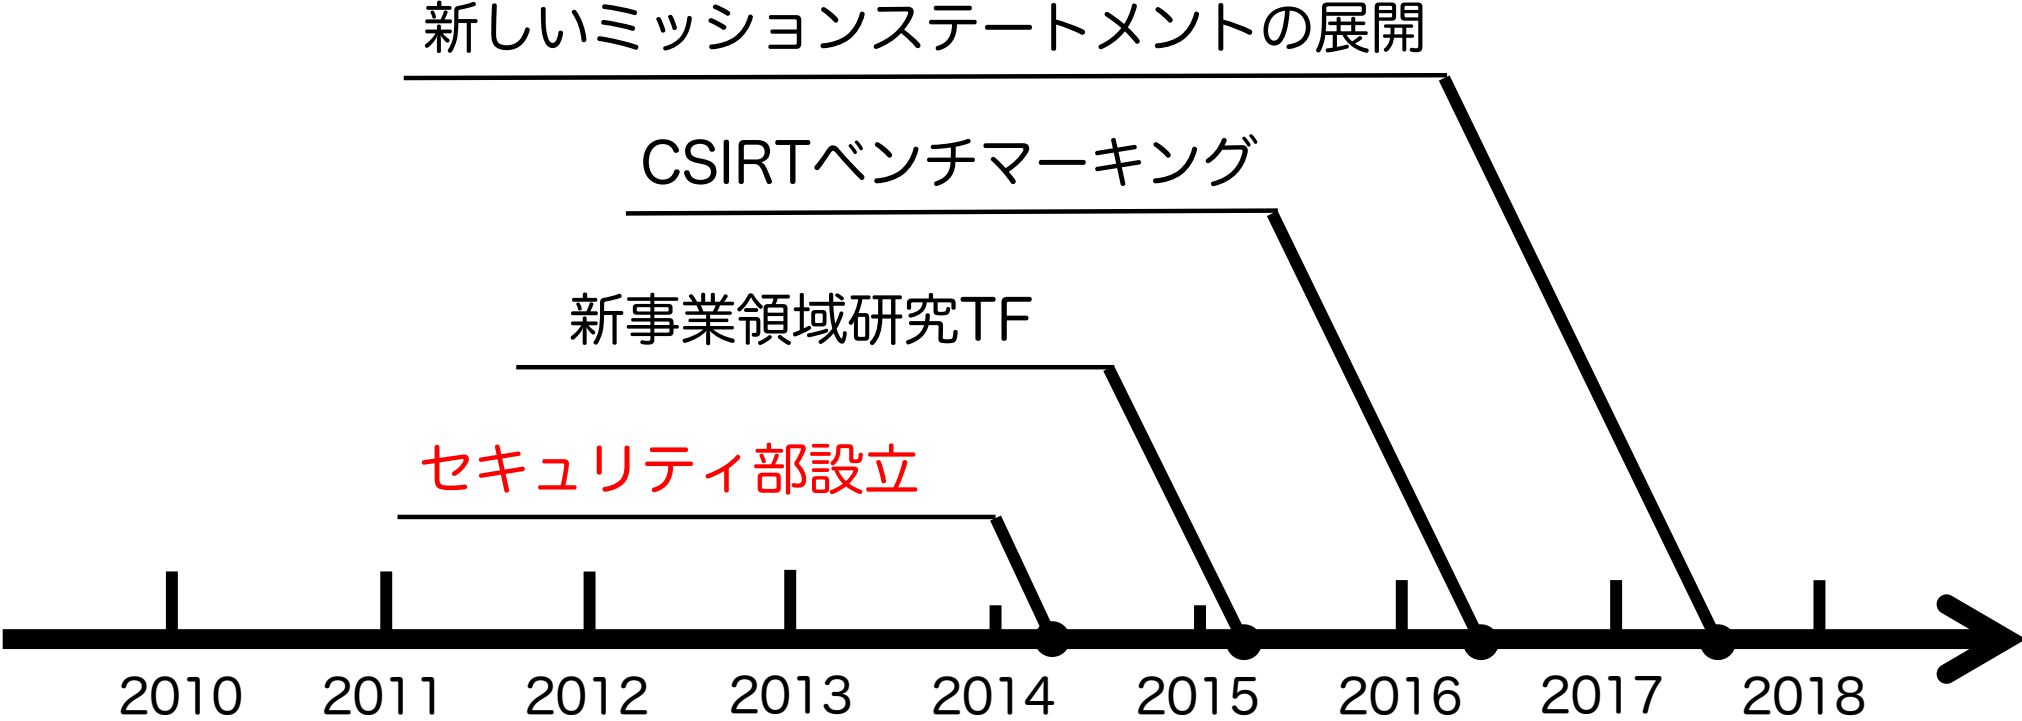 新しいミッションステートメントの展開
CSIRTベンチマーキング
新事業領域研究TF
セキュリティ部設立
2010 2011 2012 2013 2014 2015 2016 2017 2018